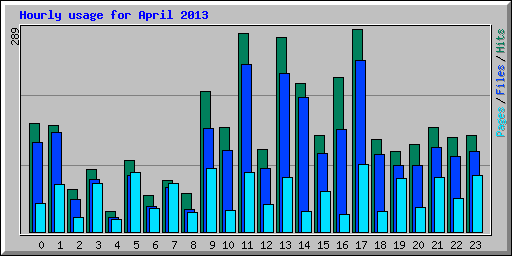 Hourly usage for April 2013
289
Pages/Files/Hits
0 1 2 3 4 5 6 7 8 9 10 11 12 13 14 15 16 17 18 19 20 21 22 23